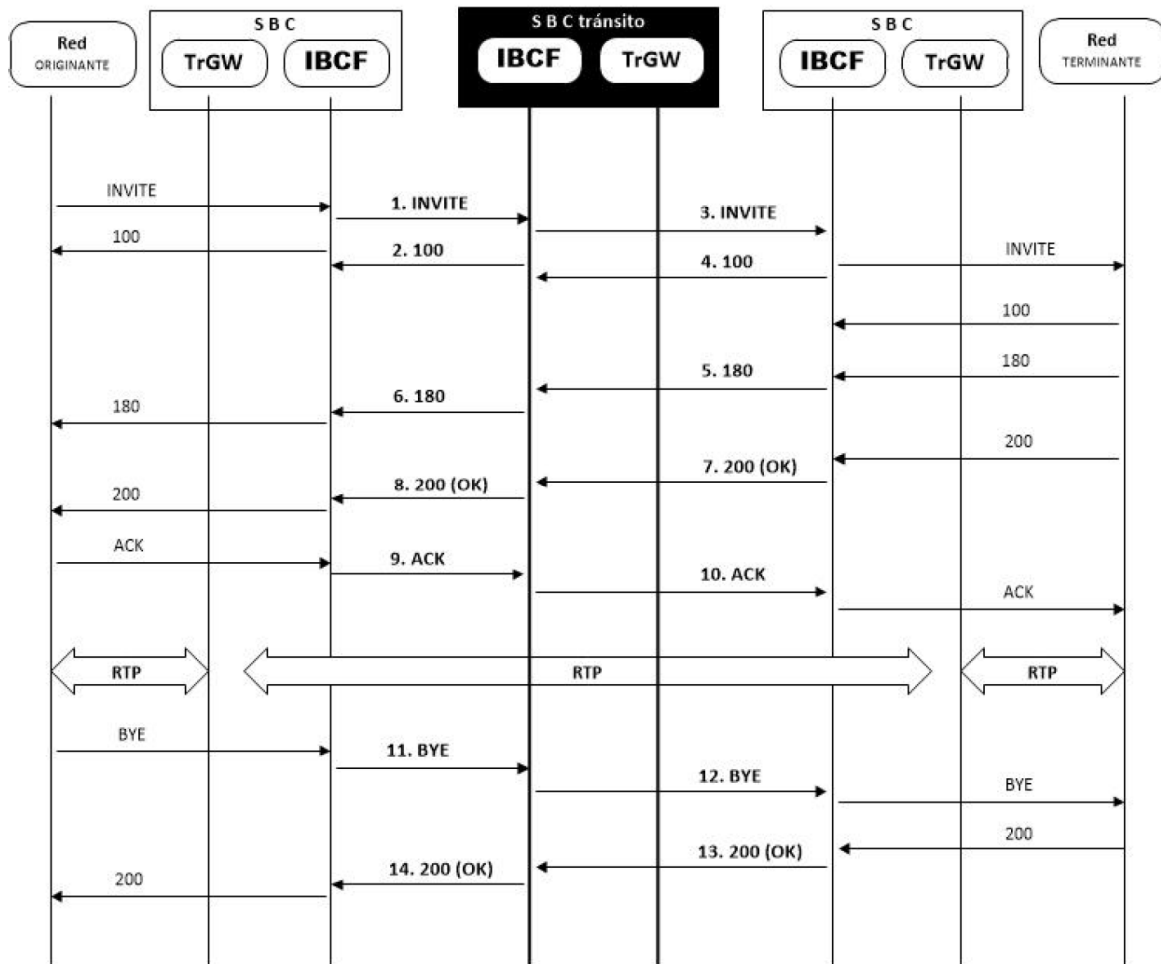 S B C
S B C tránsito
S B C
Red
ORIGINANTE
TrGW
IBCF
IBCF
TrGW
IBCF
TrGW
Red
TERMINANTE
INVITE
1. INVITE
3. INVITE
100
2. 100
4. 100
INVITE
100
180
5. 180
6. 180
180
200
7. 200 (OK)
8. 200 (OK)
200
ACK
9. ACK
10. ACK
ACK
RTP
RTP
RTP
BYE
11. BYE
12. BYE
BYE
200
13. 200 (OK)
14. 200 (OK)
200